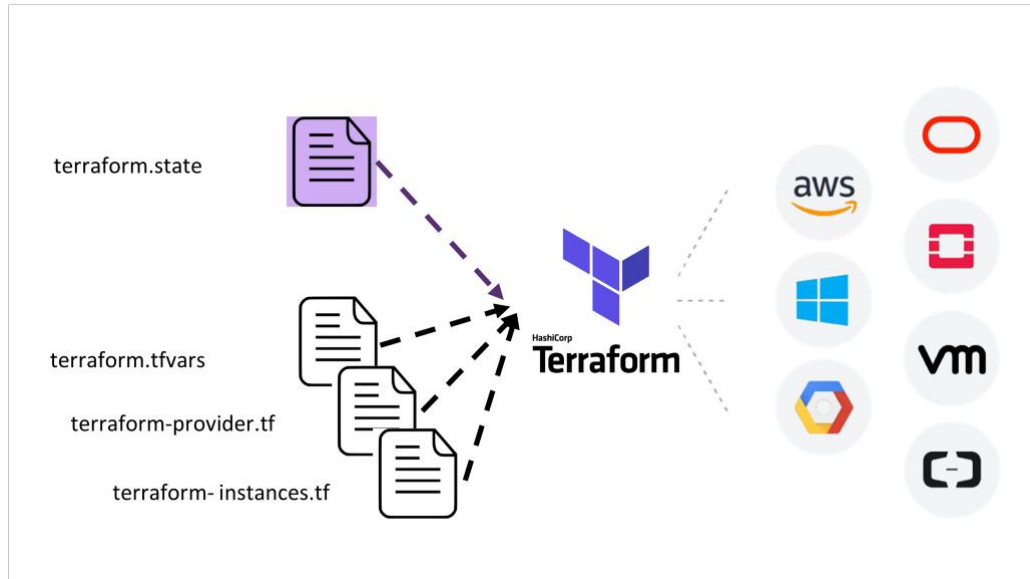 terraform.state
terraform.tfvars
terraform-provider.tf
terraform- instances.tf
HashiCorp
Terraform
aws
vm